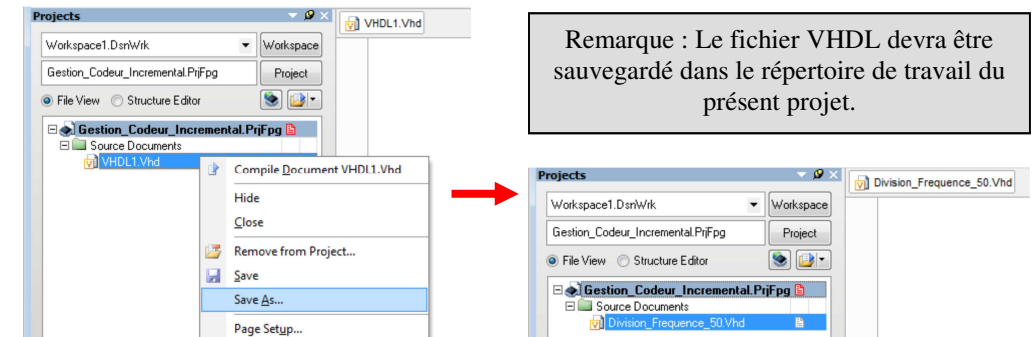 Projects
VHDL1.Vhd
Workspace1.DsnWrk Workspace
Gestion_Codeur_Incremental.PrjFpg Project
File View Structure Editor
Gestion_Codeur_Incremental.PrjFpg
Source Documents
VHDL1.Vhd
Compile Document VHDL1.Vhd
Hide
Close
Remove from Project...
Save
Save As...
Page Setup...
Remarque : Le fichier VHDL devra être
sauvegardé dans le répertoire de travail du
présent projet.
Projects
Division_Frequence_50.Vhd
Workspace1.DsnWrk Workspace
Gestion_Codeur_Incremental.PrjFpg Project
File View Structure Editor
Gestion_Codeur_Incremental.PrjFpg
Source Documents
Division_Frequence_50.Vhd